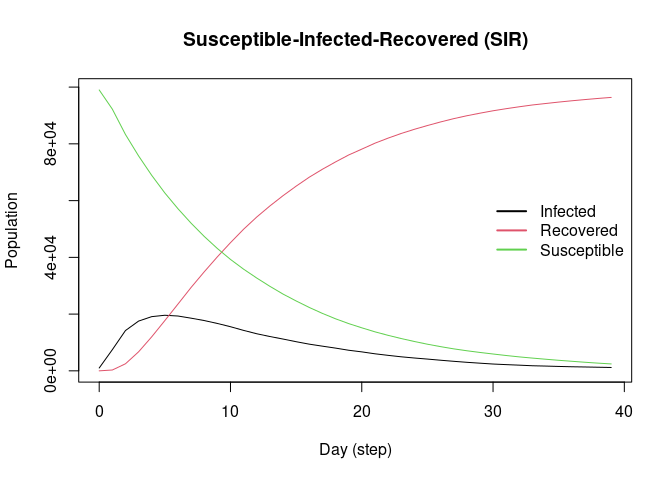 Susceptible-Infected-Recovered (SIR)
Population
8e+04
4e+04
0e+00
Infected
Recovered
Susceptible
0 10 20 30 40
Day (step)